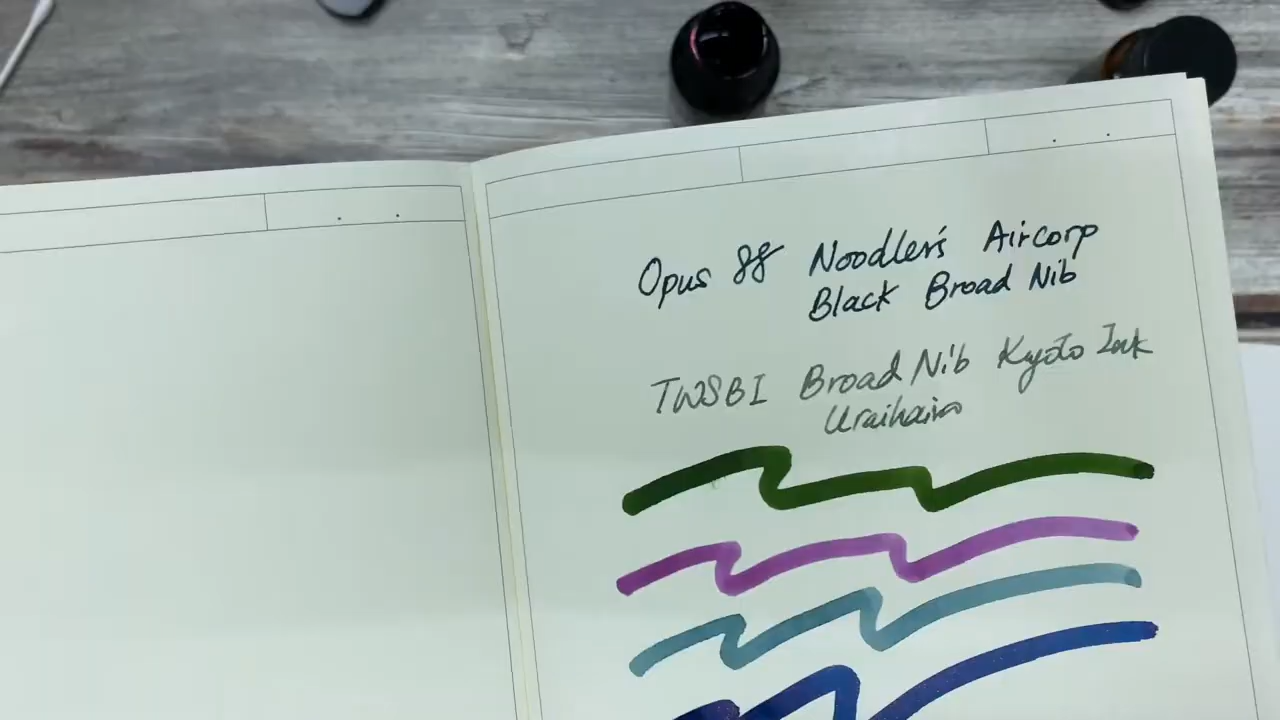 Opus 88 Noodler's Aircorp
Black Broad Nib
TWSBI Broad Nib Kyoto Ink
Uraihairo